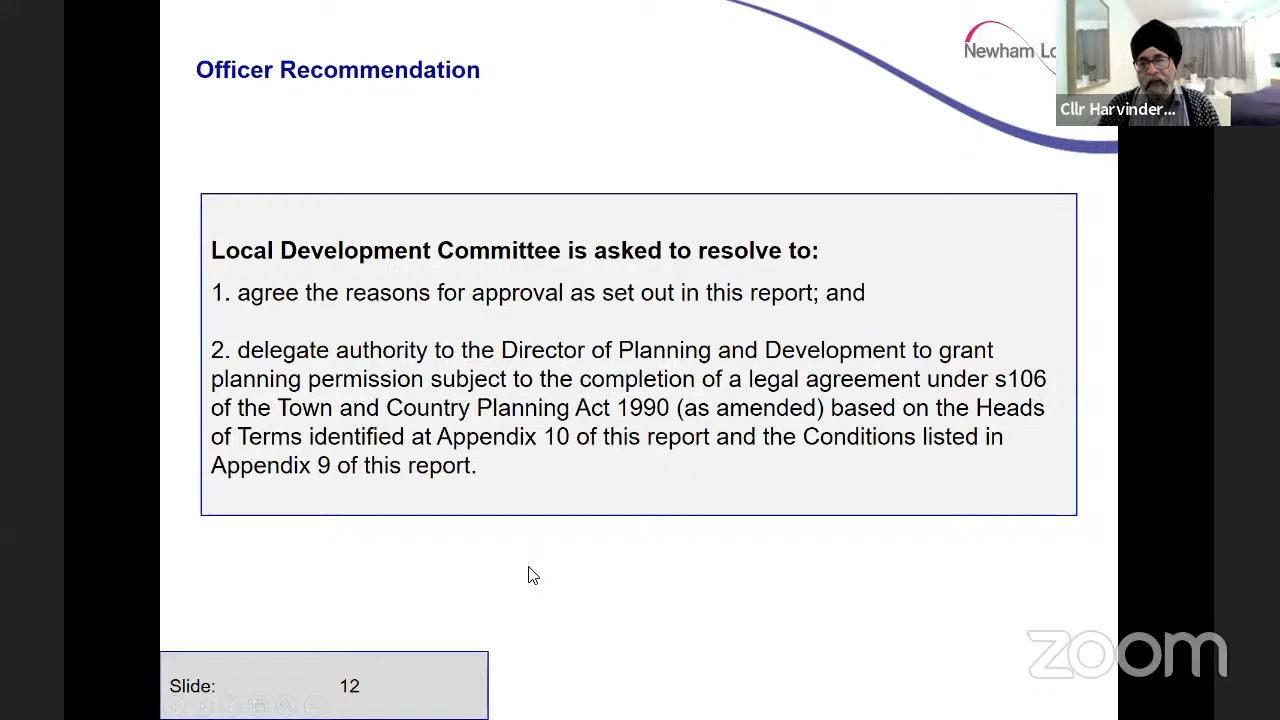 Officer Recommendation
Newham Lo
Cllr Harvinder...
Local Development Committee is asked to resolve to:
1. agree the reasons for approval as set out in this report; and
2. delegate authority to the Director of Planning and Development to grant
planning permission subject to the completion of a legal agreement under s106
of the Town and Country Planning Act 1990 (as amended) based on the Heads
of Terms identified at Appendix 10 of this report and the Conditions listed in
Appendix 9 of this report.
zoom
Slide: 12